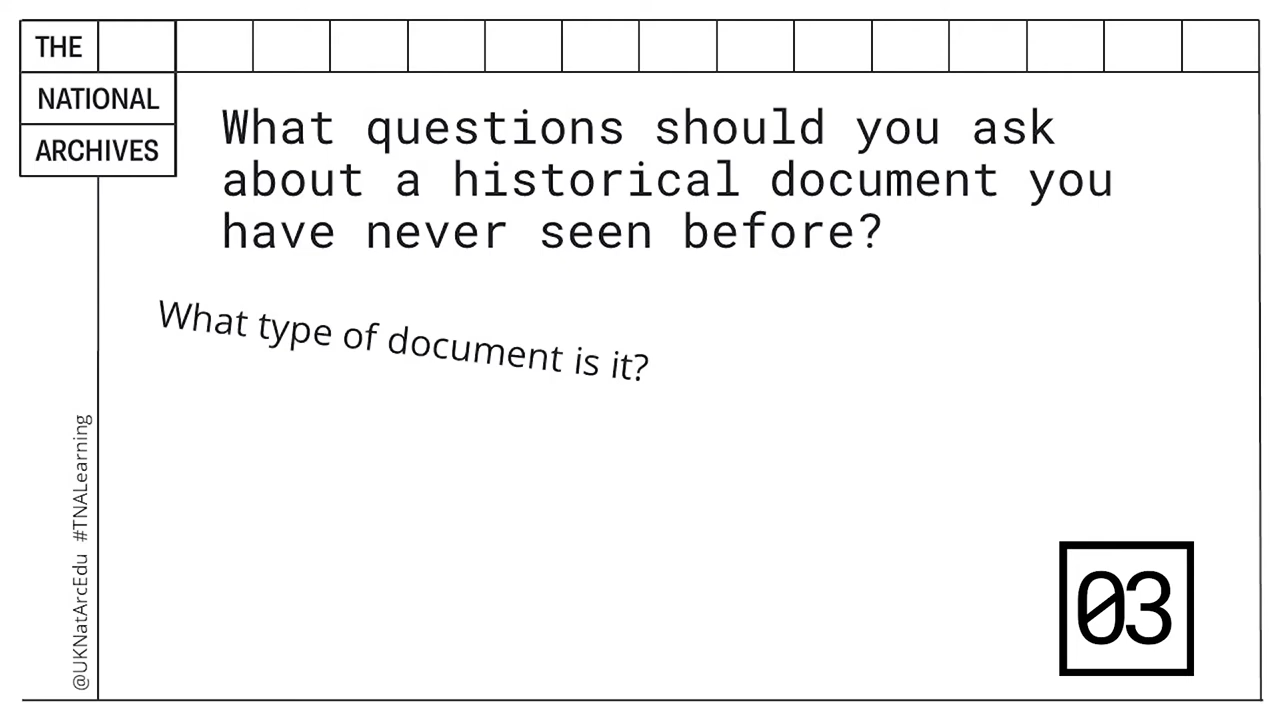 THE
NATIONAL
ARCHIVES
What questions should you ask
about a historical document you
have never seen before?
What type of document is it?
@UKNatArcEdu #TNALearning
03